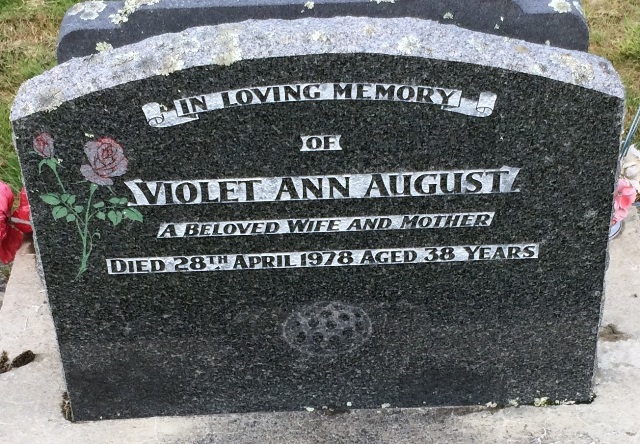 IN LOVING MEMORY
OF
VIOLET ANN AUGUST
A BELOVED WIFE AND MOTHER
DIED 28TH APRIL 1978 AGED 38 YEARS